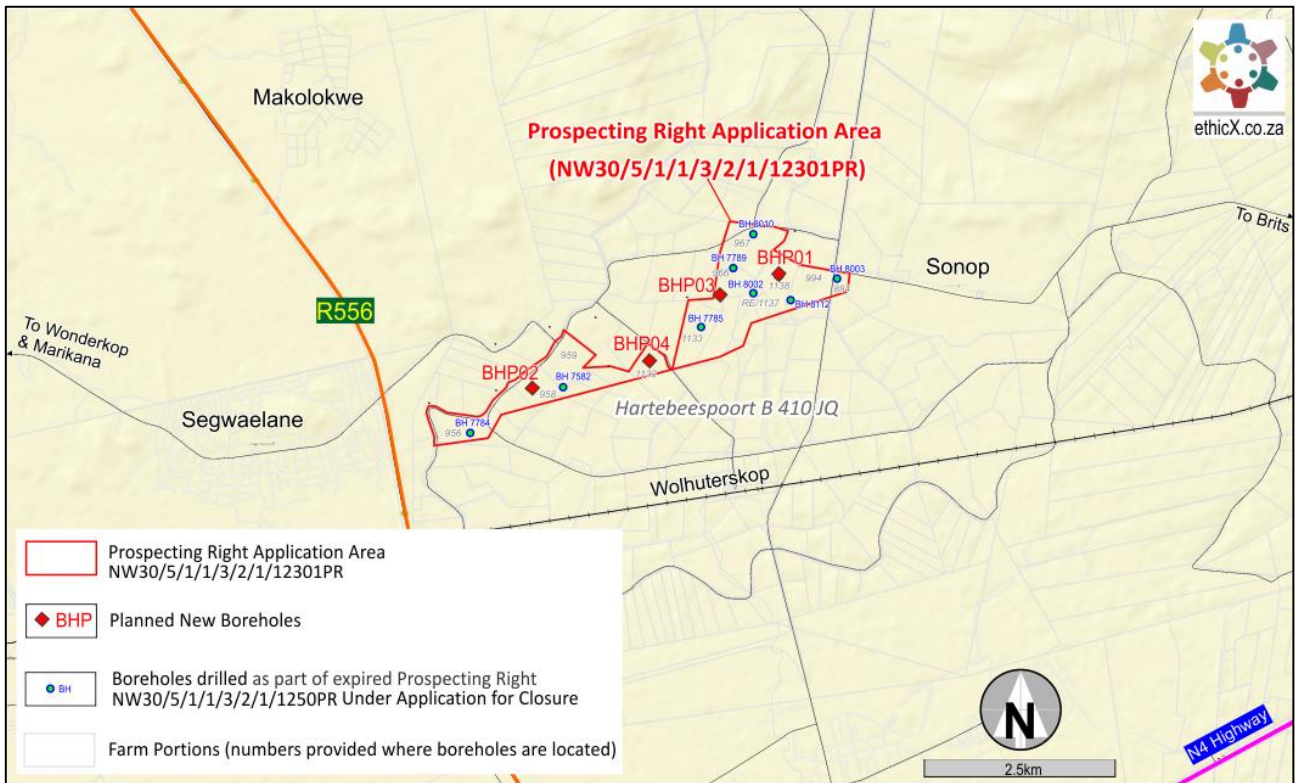 Makolokwe
ethicX.co.za
Prospecting Right Application Area
(NW30/5/1/1/3/2/1/12301PR)
To Brits
BH 8010
967
BH 7789
966
BHP01
1138
994
BH 8003
Sonop
BHP03
BH 8002
RE/1137
BH 8112
R556
BH 7785
1133
To Wonderkop
& Marikana
959
BHP04
BHP02
BH 7582
958
Hartebeespoort B 410 JQ
Segwaelane
BH 7784
956
Wolhuterskop
Prospecting Right Application Area
NW30/5/1/1/3/2/1/12301PR
BHP
Planned New Boreholes
BH
Boreholes drilled as part of expired Prospecting Right
NW30/5/1/1/3/2/1/1250PR Under Application for Closure
Farm Portions (numbers provided where boreholes are located)
N
2.5km
N4 Highway